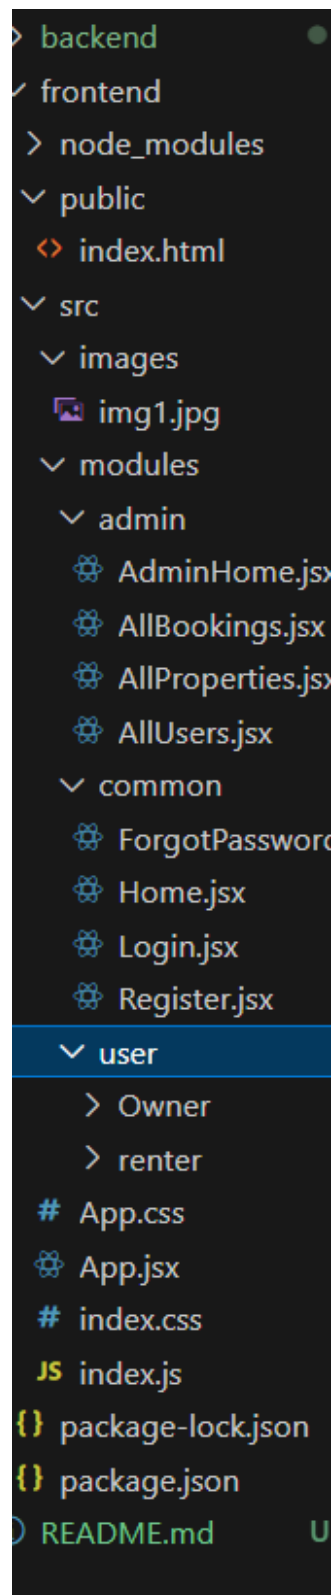 backend
frontend
node_modules
public
<> index.html
src
images
img1.jpg
modules
admin
AdminHome.jsx
AllBookings.jsx
AllProperties.jsx
AllUsers.jsx
common
ForgotPassword
Home.jsx
Login.jsx
Register.jsx
user
Owner
renter
# App.css
App.jsx
# index.css
JS index.js
{} package-lock.json
{} package.json
README.md U